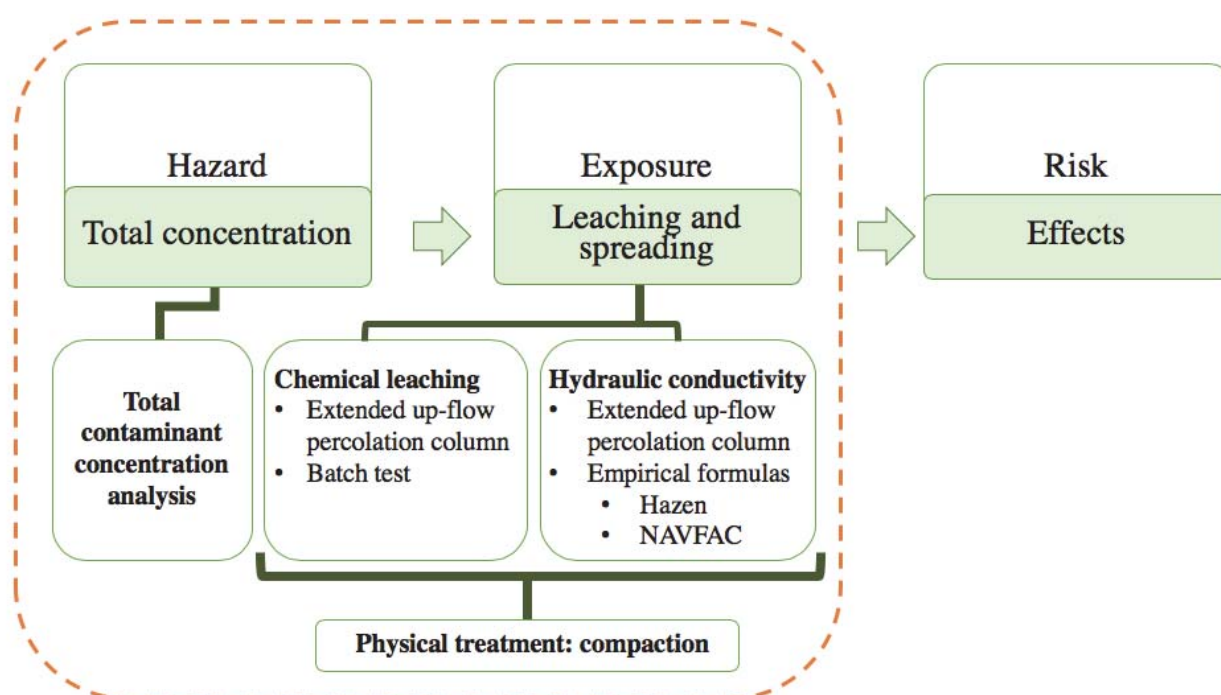 Hazard
Total concentration
Exposure
Leaching and
spreading
Risk
Effects
Total
contaminant
concentration
analysis
Chemical leaching
• Extended up-flow
percolation column
• Batch test
Hydraulic conductivity
• Extended up-flow
percolation column
• Empirical formulas
• Hazen
• NAVFAC
Physical treatment: compaction